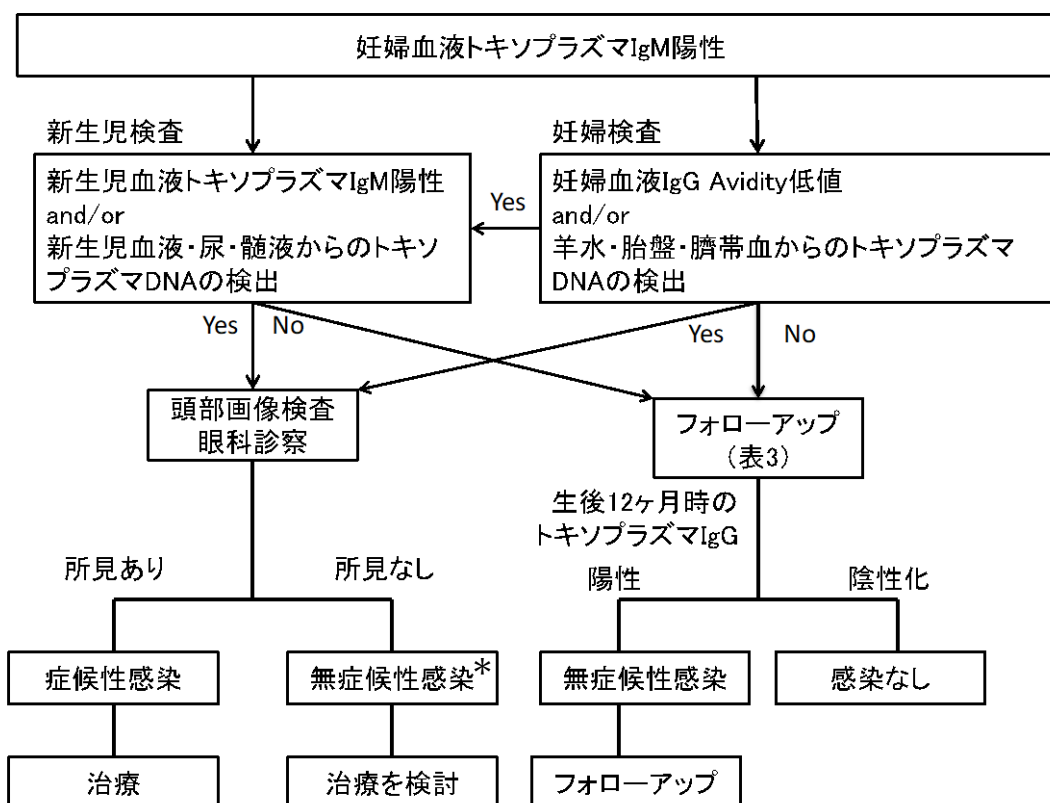 妊婦血液トキソプラズマIgM陽性
新生児検査
妊婦検査
新生児血液トキソプラズマIgM陽性
and/or
新生児血液・尿・髄液からのトキソ
プラズマDNAの検出
Yes
妊婦血液IgG Avidity低値
and/or
羊水・胎盤・臍帯血からのトキソプラズマ
DNAの検出
Yes No
Yes No
頭部画像検査
眼科診察
フォローアップ
（表3）
生後12ヶ月時の
トキソプラズマIgG
所見あり
所見なし
陽性
陰性化
症候性感染
無症候性感染*
無症候性感染
感染なし
治療
治療を検討
フォローアップ